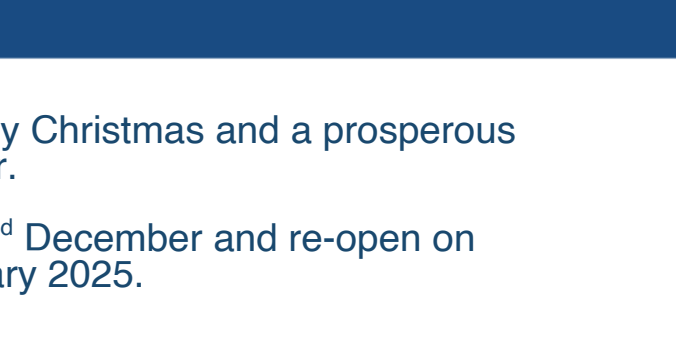 y Christmas and a prosperous
r.
d December and re-open on
ary 2025.